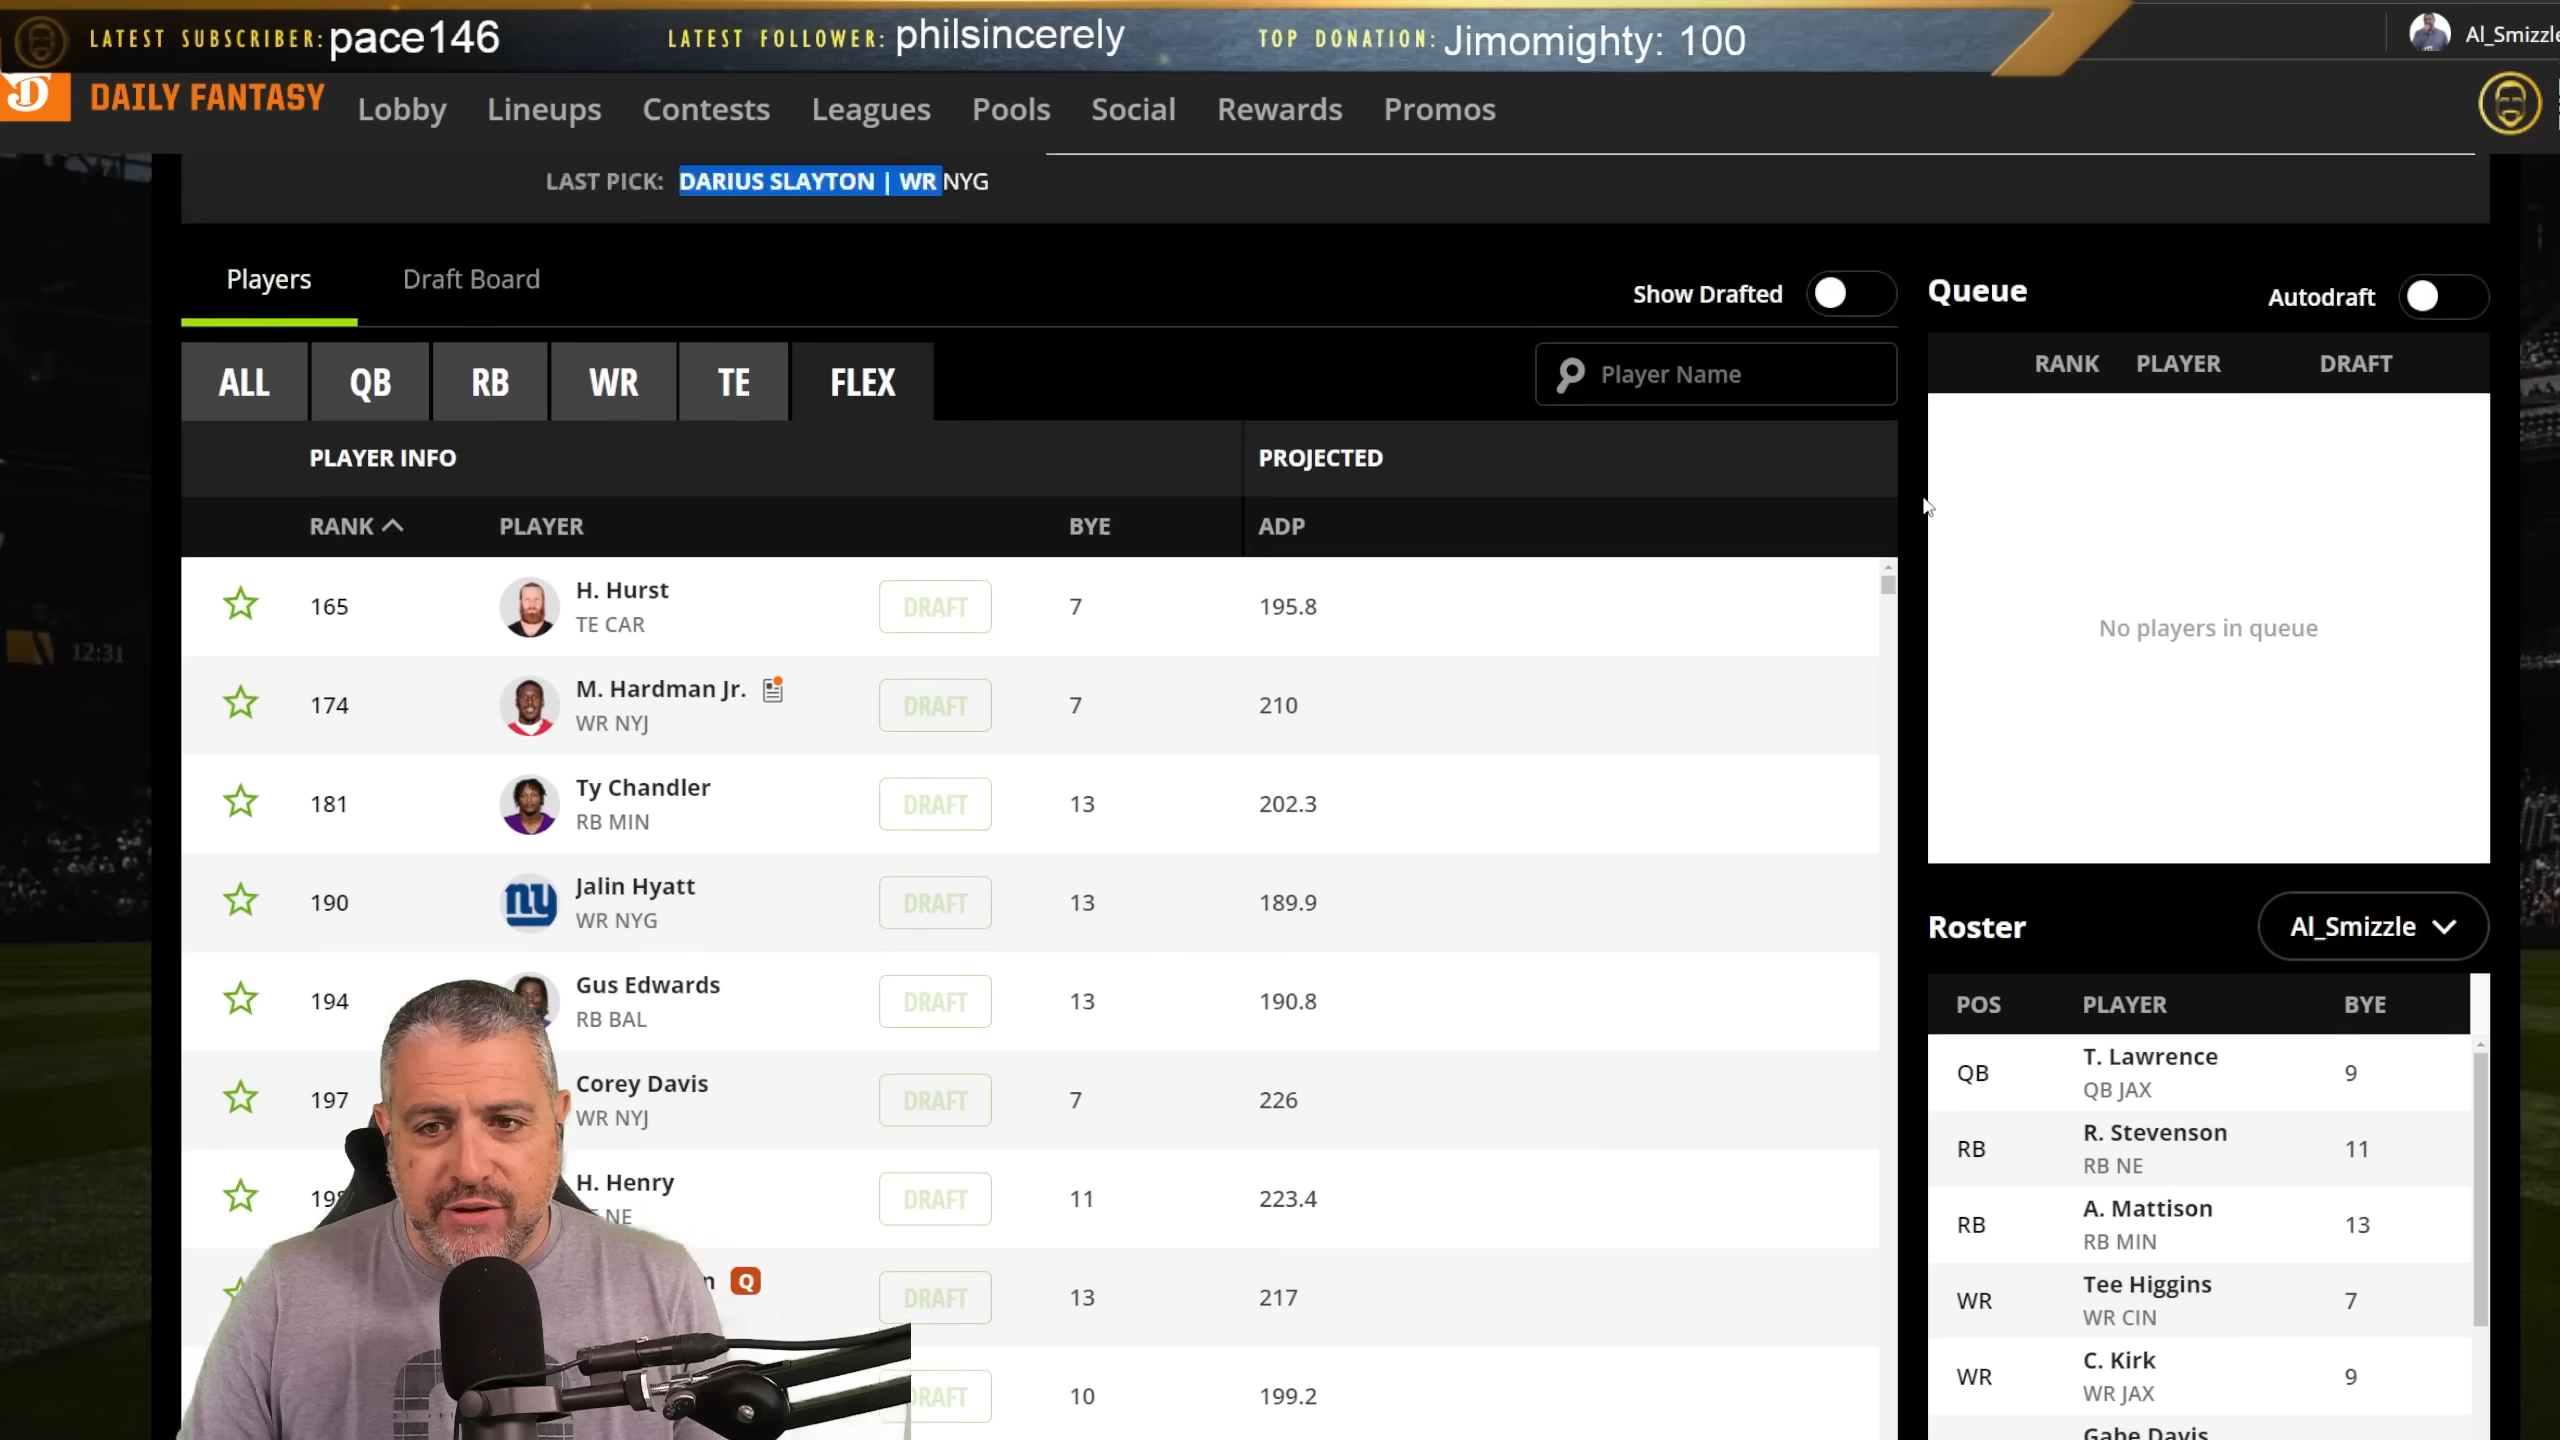 LATEST SUBSCRIBER: pace146
LATEST FOLLOWER: philsincerely
TOP DONATION: Jimomighty: 100
Al_Smizzle
DAILY FANTASY
Lobby Lineups Contests Leagues Pools Social Rewards Promos
LAST PICK: DARIUS SLAYTON | WR NYG
Players Draft Board
Show Drafted
ALL QB RB WR TE FLEX
Player Name
PLAYER INFO PROJECTED
RANK PLAYER BYE ADP
165 H. Hurst DRAFT 7 195.8
TE CAR
174 M. Hardman Jr. DRAFT 7 210
WR NYJ
181 Ty Chandler DRAFT 13 202.3
RB MIN
190 Jalin Hyatt DRAFT 13 189.9
WR NYG
194 Gus Edwards DRAFT 13 190.8
RB BAL
197 Corey Davis DRAFT 7 226
WR NYJ
H. Henry DRAFT 11 223.4
NE
Q DRAFT 13 217
DRAFT 10 199.2
Queue
Autodraft
RANK PLAYER DRAFT
No players in queue
Roster
Al_Smizzle
POS PLAYER BYE
QB T. Lawrence 9
QB JAX
RB R. Stevenson 11
RB NE
RB A. Mattison 13
RB MIN
WR Tee Higgins 7
WR CIN
WR C. Kirk 9
WR JAX
Gabe Davis
12:31
ny